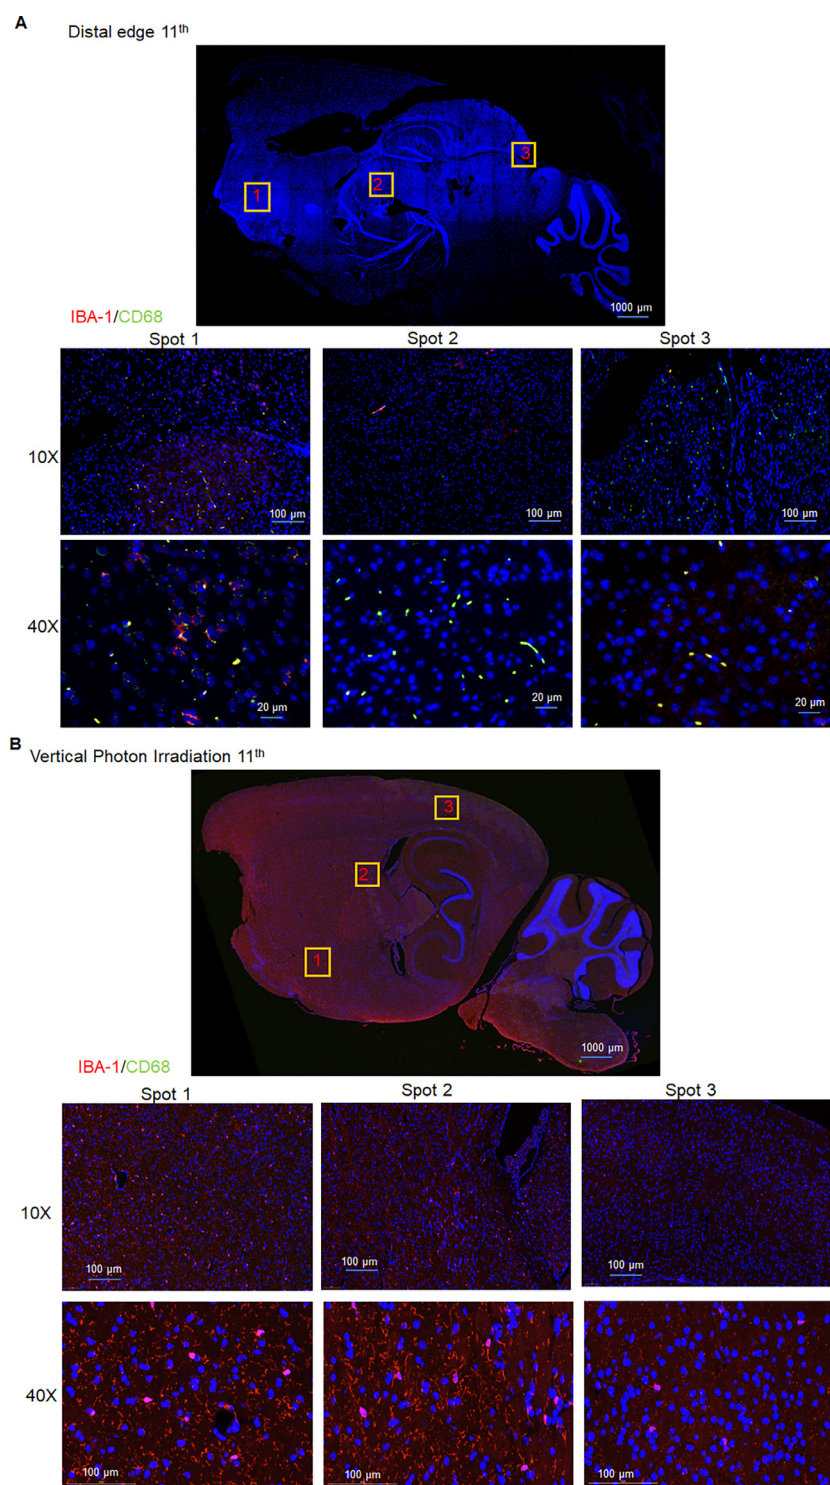 A
Distal edge 11th
1
2
3
1000 µm
IBA-1/CD68
Spot 1 Spot 2 Spot 3
10X
100 µm 100 µm 100 µm
40X
20 µm 20 µm 20 µm
B
Vertical Photon Irradiation 11th
3
2
1
1000 µm
IBA-1/CD68
Spot 1 Spot 2 Spot 3
10X
100 µm 100 µm 100 µm
40X
100 µm 100 µm 100 µm